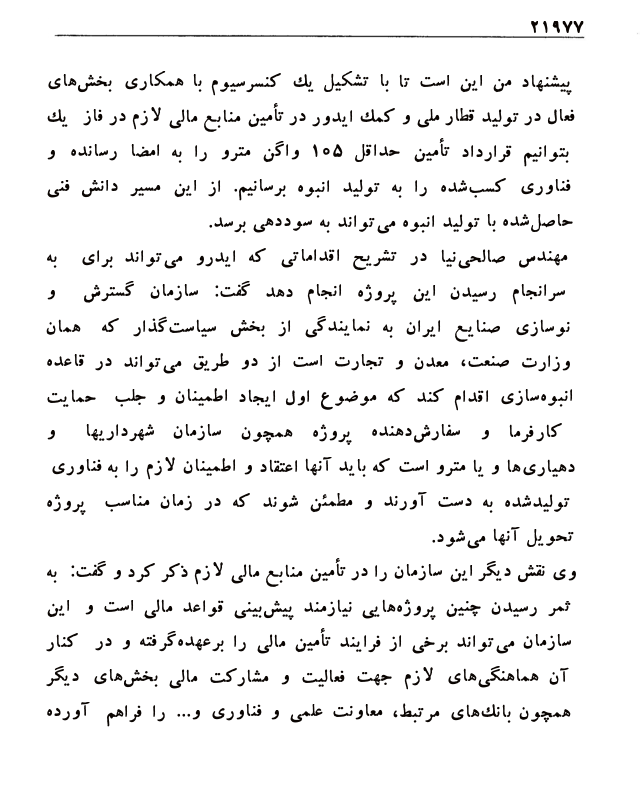 ۲۱۹۷۷
پیشنهاد من این است تا با تشکیل یك کنسرسیوم با همکاری بخش‌های
فعال در تولید قطار ملی و کمك ایدور در تأمین منابع مالی لازم در فاز یك
بتوانیم قرارداد تأمین حداقل ۱۰۵ واگن مترو را به امضا رسانده و
فناوری کسب‌شده را به تولید انبوه برسانیم. از این مسیر دانش فنی
حاصل‌شده با تولید انبوه می‌تواند به سوددهی برسد.
مهندس صالحی‌نیا در تشریح اقداماتی که ایدرو می‌تواند برای به
سرانجام رسیدن این پروژه انجام دهد گفت: سازمان گسترش و
نوسازی صنایع ایران به نمایندگی از بخش سیاست‌گذار که همان
وزارت صنعت، معدن و تجارت است از دو طریق می‌تواند در قاعده
انبوه‌سازی اقدام کند که موضوع اول ایجاد اطمینان و جلب حمایت
کارفرما و سفارش‌دهنده پروژه همچون سازمان شهرداریها و
دهیاری‌ها و یا مترو است که باید آنها اعتقاد و اطمینان لازم را به فناوری
تولیدشده به دست آورند و مطمئن شوند که در زمان مناسب پروژه
تحویل آنها می‌شود.
وی نقش دیگر این سازمان را در تأمین منابع مالی لازم ذکر کرد و گفت: به
ثمر رسیدن چنین پروژه‌هایی نیازمند پیش‌بینی قواعد مالی است و این
سازمان می‌تواند برخی از فرایند تأمین مالی را برعهده‌گرفته و در کنار
آن هماهنگی‌های لازم جهت فعالیت و مشارکت مالی بخش‌های دیگر
همچون بانك‌های مرتبط، معاونت علمی و فناوری و... را فراهم آورده